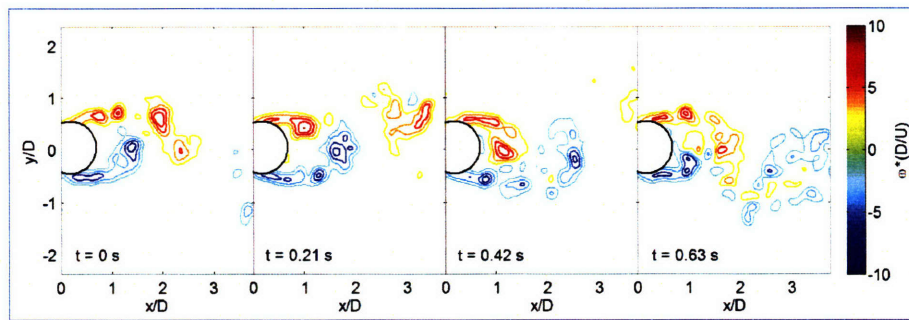 2
1
0
-1
-2
y/D
t = 0 s
t = 0.21 s
t = 0.42 s
t = 0.63 s
0 1 2 3
0 1 2 3
0 1 2 3
0 1 2 3
x/D
x/D
x/D
x/D
10
5
0
-5
-10
ω*(D/U)